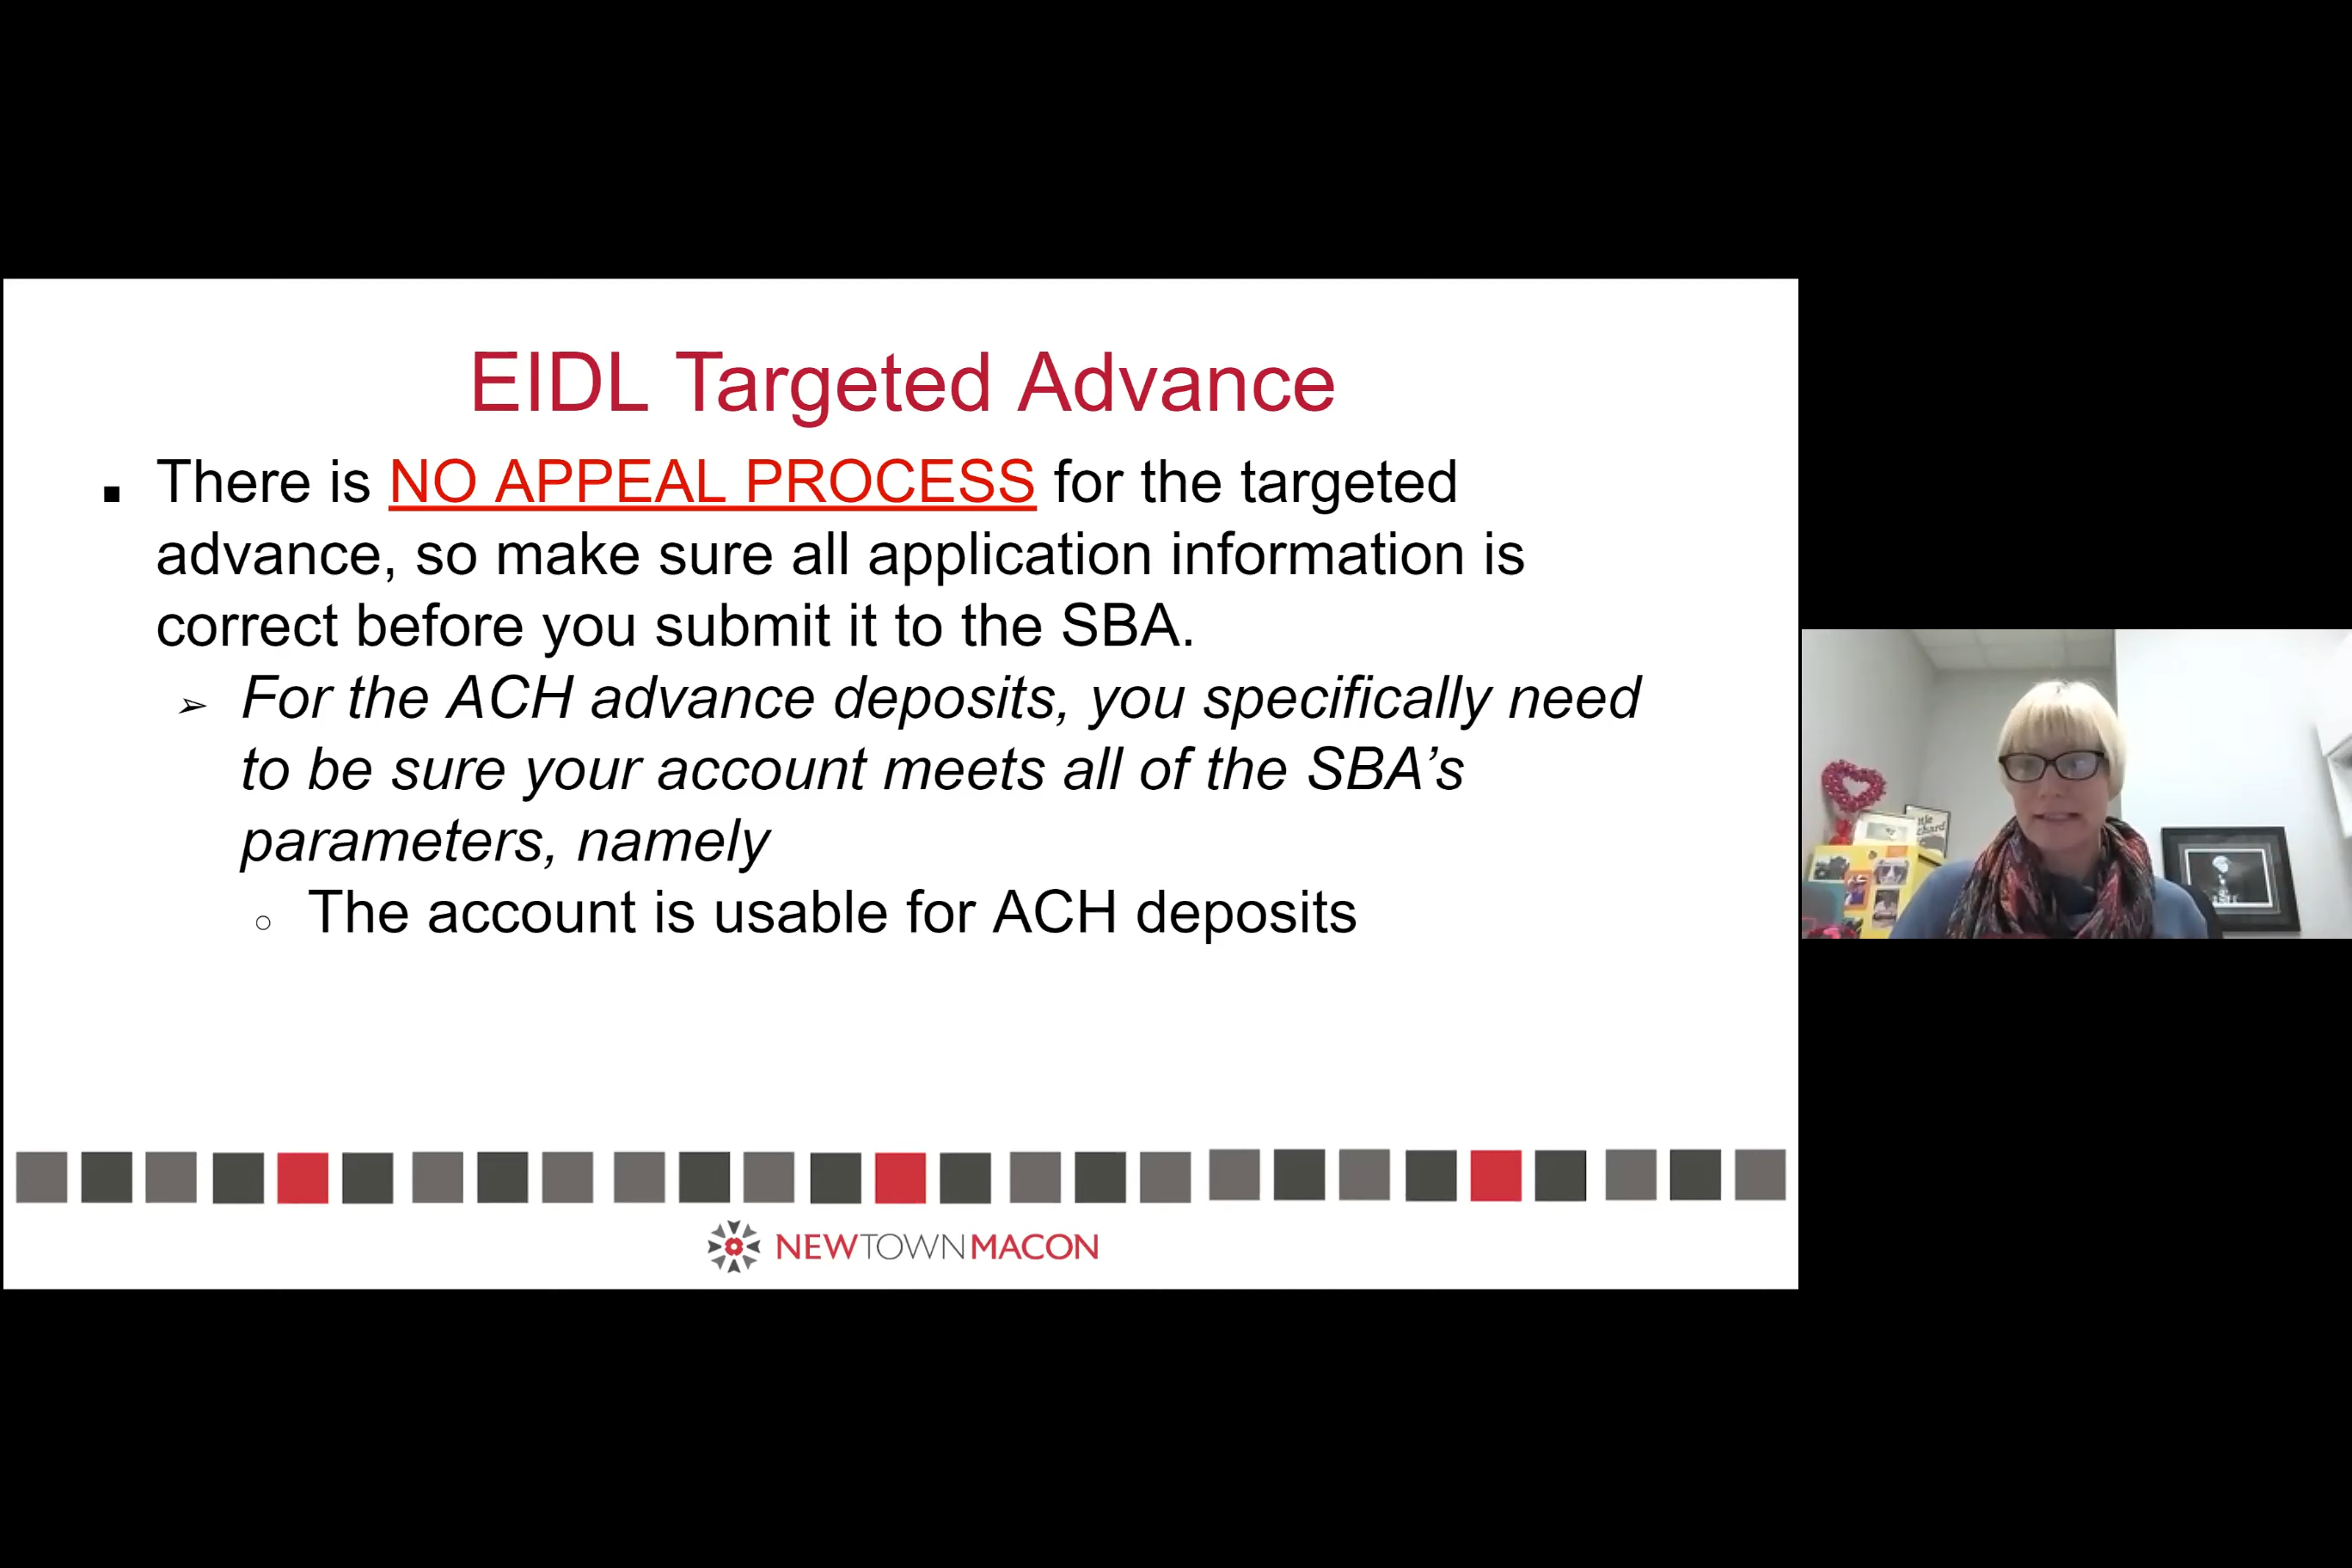 EIDL Targeted Advance
▪ There is NO APPEAL PROCESS for the targeted
advance, so make sure all application information is
correct before you submit it to the SBA.
➢ For the ACH advance deposits, you specifically need
to be sure your account meets all of the SBA’s
parameters, namely
○ The account is usable for ACH deposits
NEWTOWNMACON